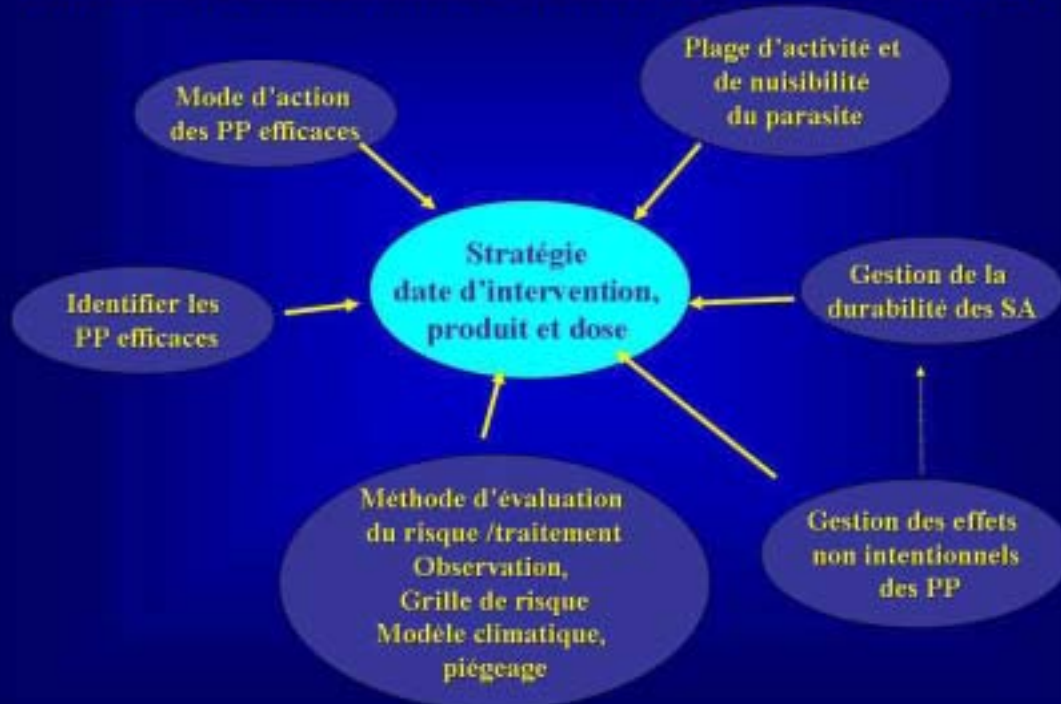 Mode d'action
des PP efficaces
Plage d'activité et
de nuisibilité
du parasite
Stratégie
date d'intervention,
produit et dose
Identifier les
PP efficaces
Gestion de la
durabilité des SA
Méthode d'évaluation
du risque /traitement
Observation,
Grille de risque
Modèle climatique,
piégeage
Gestion des effets
non intentionnels
des PP